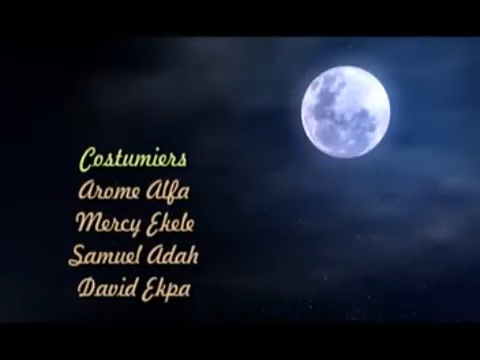 Costumiers
Arome Alfa
Mercy Ekele
Samuel Adah
David Ekpa